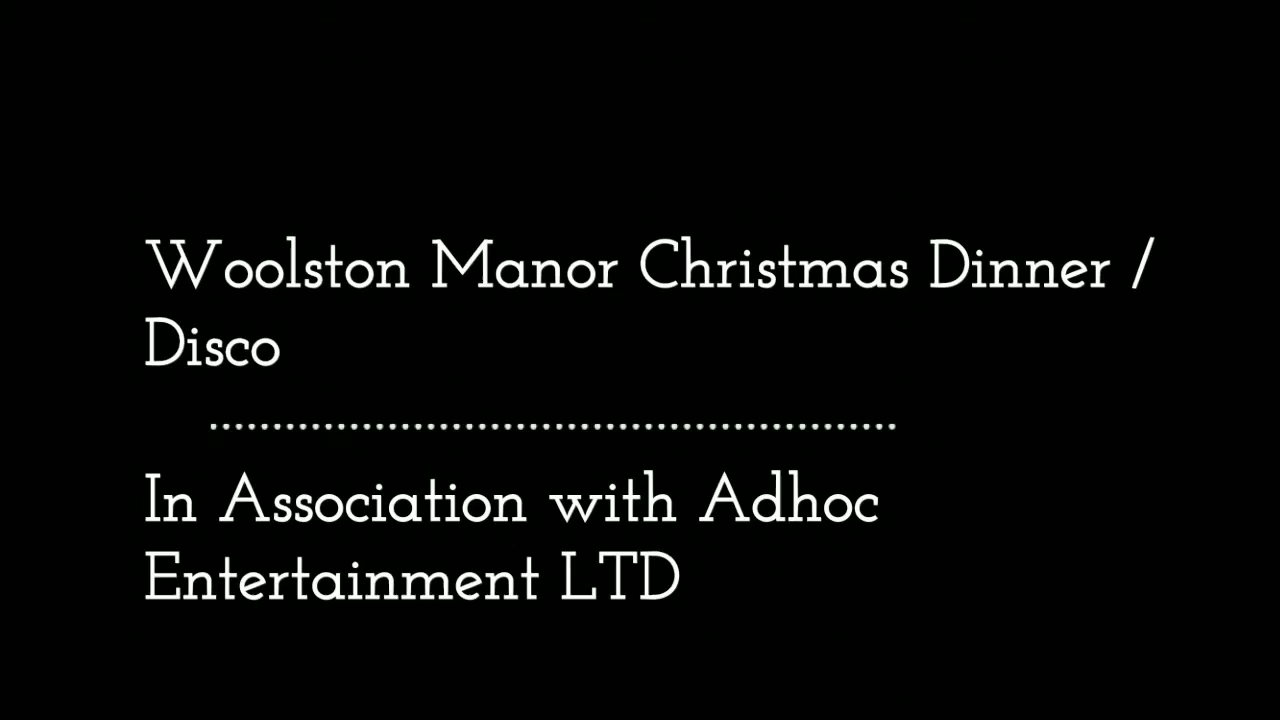 Woolston Manor Christmas Dinner /
Disco
.....................................................
In Association with Adhoc
Entertainment LTD